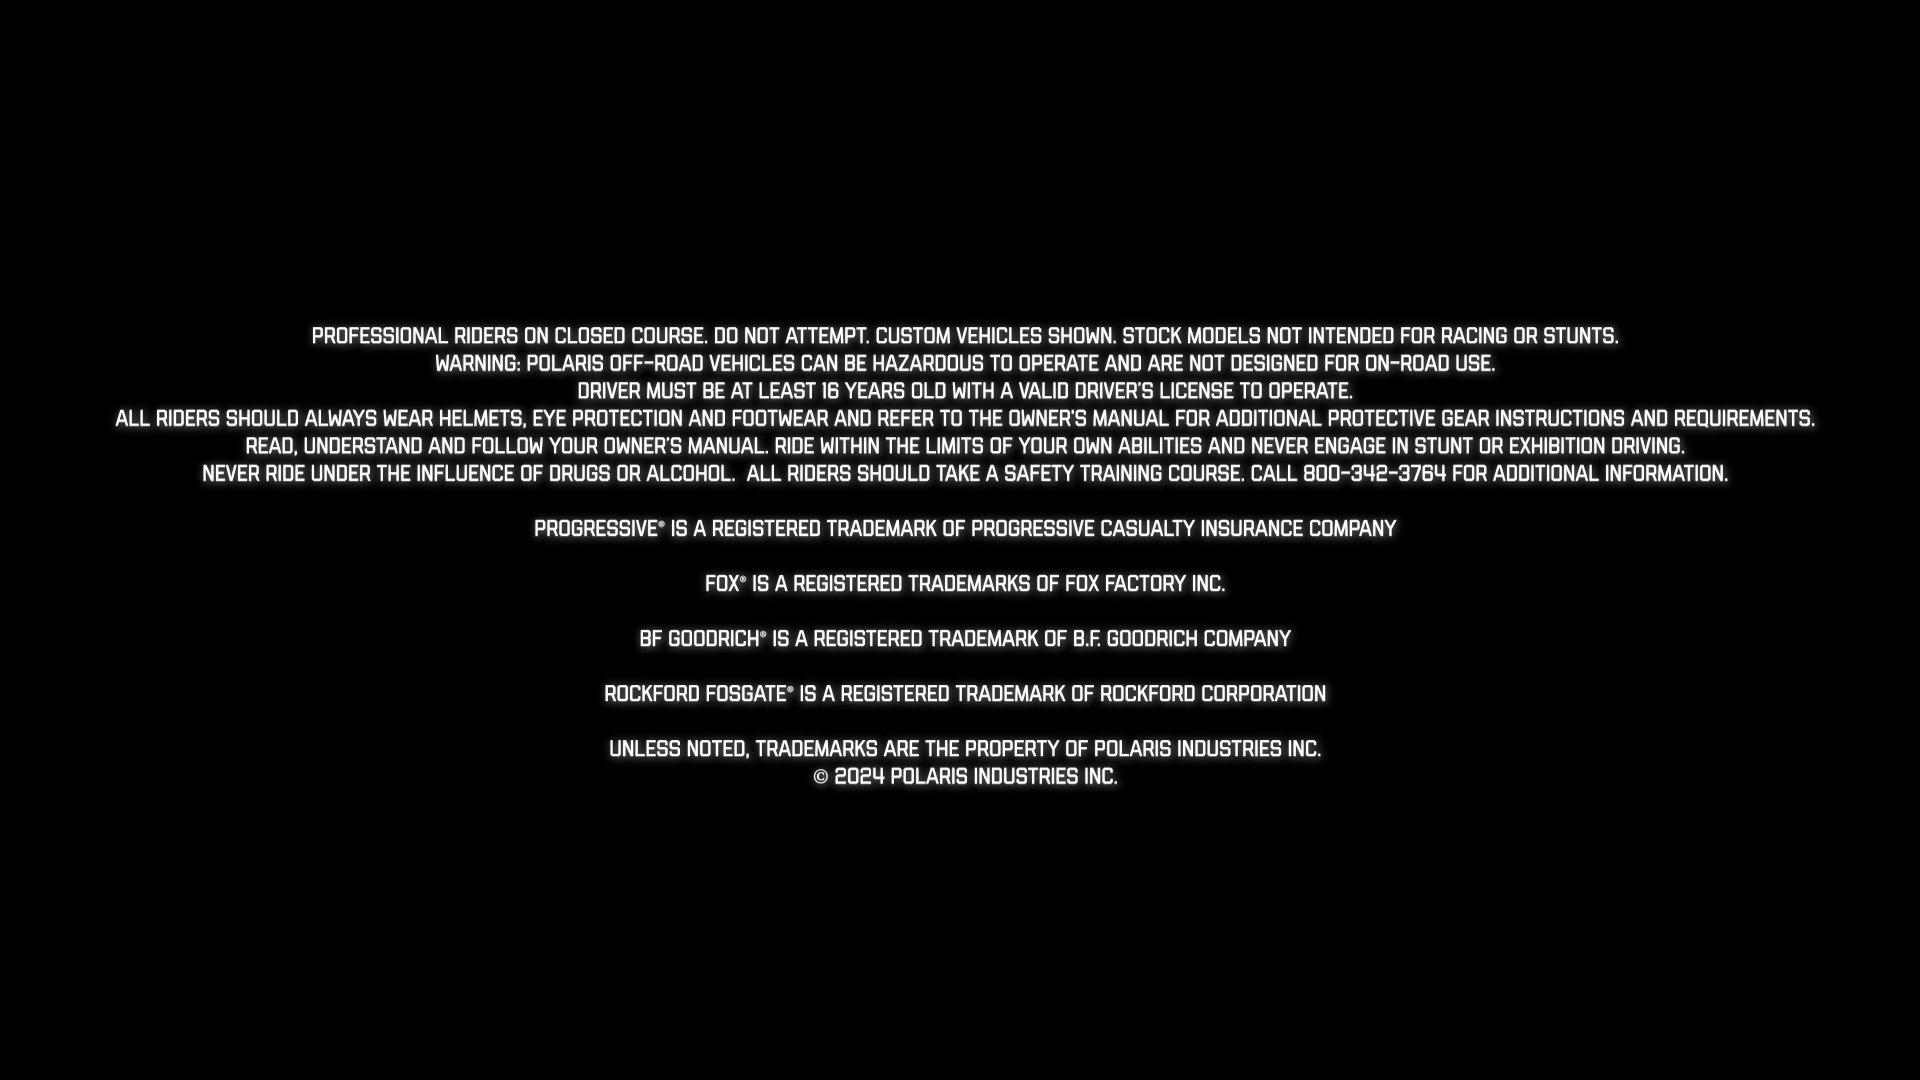 PROFESSIONAL RIDERS ON CLOSED COURSE. DO NOT ATTEMPT. CUSTOM VEHICLES SHOWN. STOCK MODELS NOT INTENDED FOR RACING OR STUNTS.
WARNING: POLARIS OFF-ROAD VEHICLES CAN BE HAZARDOUS TO OPERATE AND ARE NOT DESIGNED FOR ON-ROAD USE.
DRIVER MUST BE AT LEAST 16 YEARS OLD WITH A VALID DRIVER'S LICENSE TO OPERATE.
ALL RIDERS SHOULD ALWAYS WEAR HELMETS, EYE PROTECTION AND FOOTWEAR AND REFER TO THE OWNER'S MANUAL FOR ADDITIONAL PROTECTIVE GEAR INSTRUCTIONS AND REQUIREMENTS.
READ, UNDERSTAND AND FOLLOW YOUR OWNER'S MANUAL. RIDE WITHIN THE LIMITS OF YOUR OWN ABILITIES AND NEVER ENGAGE IN STUNT OR EXHIBITION DRIVING.
NEVER RIDE UNDER THE INFLUENCE OF DRUGS OR ALCOHOL.  ALL RIDERS SHOULD TAKE A SAFETY TRAINING COURSE. CALL 800-342-3764 FOR ADDITIONAL INFORMATION.
PROGRESSIVE® IS A REGISTERED TRADEMARK OF PROGRESSIVE CASUALTY INSURANCE COMPANY
FOX® IS A REGISTERED TRADEMARKS OF FOX FACTORY INC.
BF GOODRICH® IS A REGISTERED TRADEMARK OF B.F. GOODRICH COMPANY
ROCKFORD FOSGATE® IS A REGISTERED TRADEMARK OF ROCKFORD CORPORATION
UNLESS NOTED, TRADEMARKS ARE THE PROPERTY OF POLARIS INDUSTRIES INC.
© 2024 POLARIS INDUSTRIES INC.